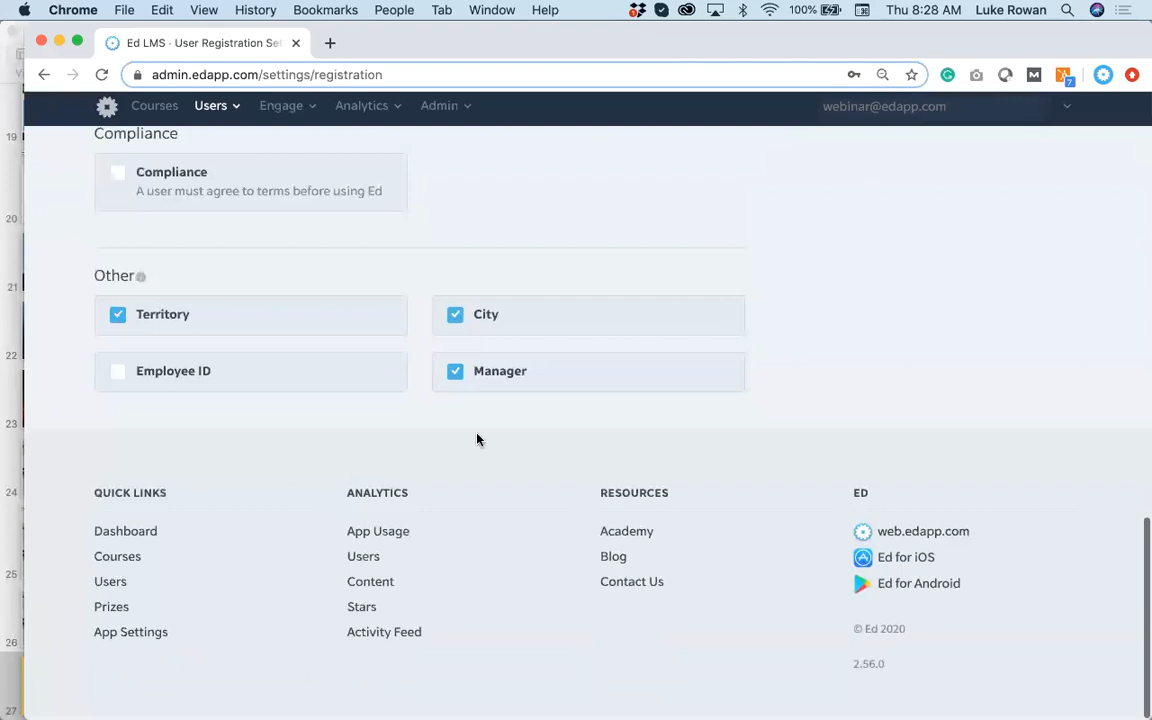 Chrome File Edit View History Bookmarks People Tab Window Help 100% Thu 8:28 AM Luke Rowan
Ed LMS · User Registration Set
admin.edapp.com/settings/registration
7
Courses Users Engage Analytics Admin webinar@edapp.com
Compliance
Compliance
A user must agree to terms before using Ed
Other
Territory City
Employee ID Manager
QUICK LINKS ANALYTICS RESOURCES ED
Dashboard App Usage Academy web.edapp.com
Courses Users Blog Ed for iOS
Users Content Contact Us Ed for Android
Prizes Stars
© Ed 2020
App Settings Activity Feed
2.56.0
19
20
21
22
23
24
25
26
27